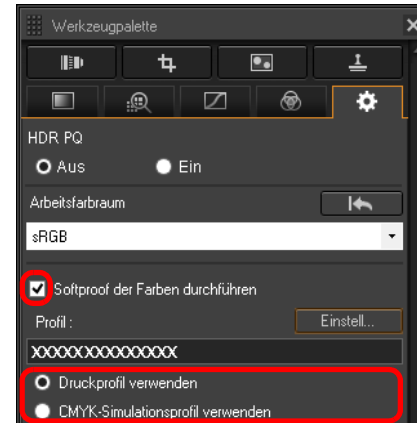 Werkzeugpalette
HDR PQ
Aus Ein
Arbeitsfarbraum
sRGB
Softproof der Farben durchführen
Profil : Einstell...
XXXXXXXXXXXXXX
Druckprofil verwenden
CMYK-Simulationsprofil verwenden